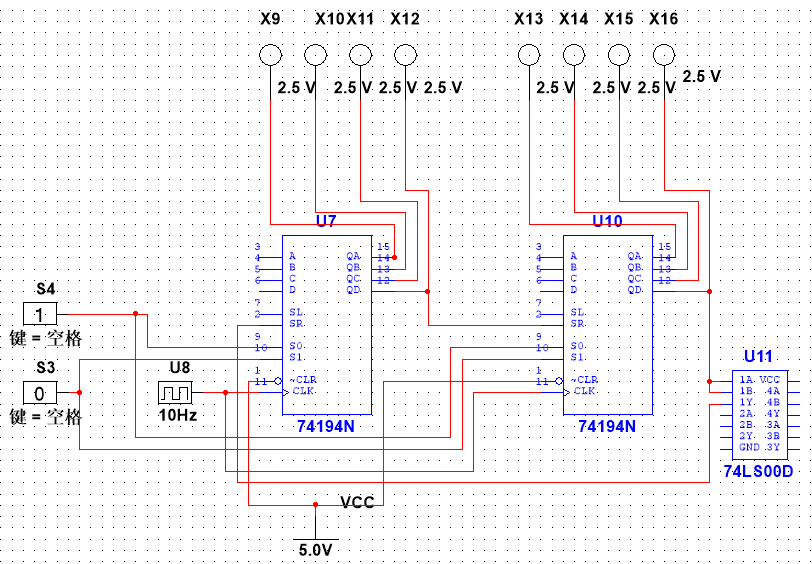 X9 X10 X11 X12 X13 X14 X15 X16
2.5 V 2.5 V 2.5 V 2.5 V 2.5 V 2.5 V 2.5 V 2.5 V
U7 U10
3 4 5 6 7 2 9 10 1 11
A B C D SL SR S0 S1 ~CLR CLK
QA QB QC QD
15 14 13 12
74194N
3 4 5 6 7 2 9 10 1 11
A B C D SL SR S0 S1 ~CLR CLK
QA QB QC QD
15 14 13 12
74194N
S4
1
键 = 空格
S3
0
键 = 空格
U8
10Hz
U11
1A VCC
1B 4A
1Y 4B
2A 4Y
2B 3A
2Y 3B
GND 3Y
74LS00D
VCC
5.0V